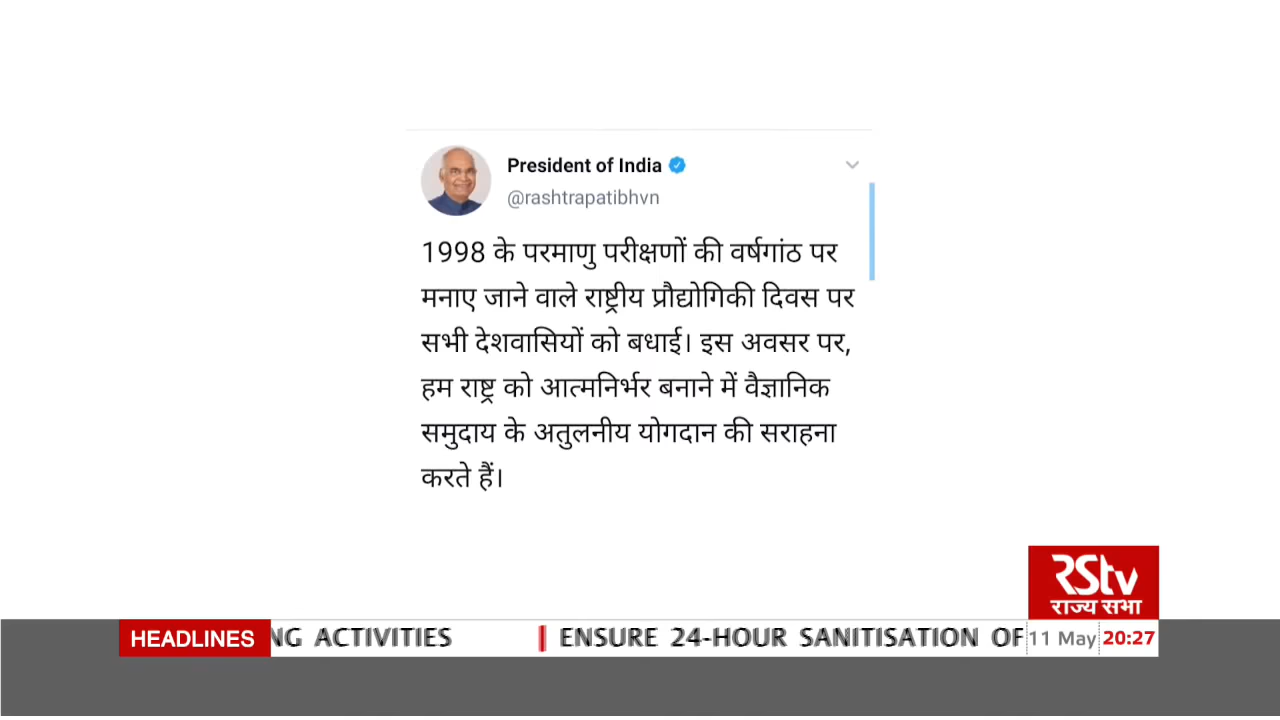 President of India
@rashtrapatibhvn
1998 के परमाणु परीक्षणों की वर्षगांठ पर
मनाए जाने वाले राष्ट्रीय प्रौद्योगिकी दिवस पर
सभी देशवासियों को बधाई। इस अवसर पर,
हम राष्ट्र को आत्मनिर्भर बनाने में वैज्ञानिक
समुदाय के अतुलनीय योगदान की सराहना
करते हैं।
RStv
राज्य सभा
HEADLINES NG ACTIVITIES ENSURE 24-HOUR SANITISATION OF 11 May 20:27